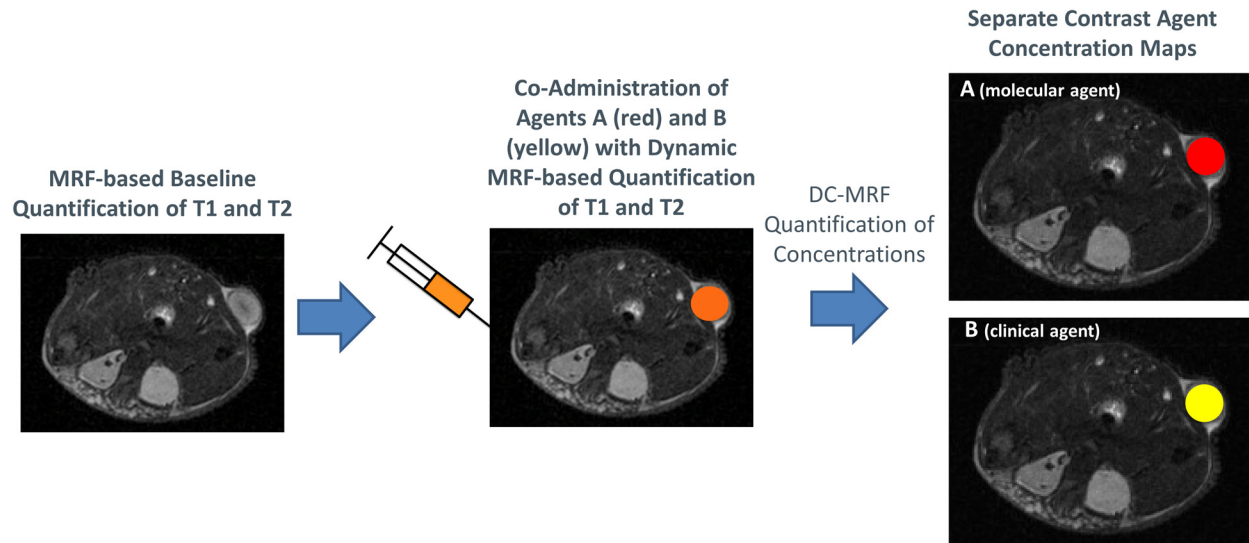 MRF-based Baseline
Quantification of T1 and T2
Co-Administration of
Agents A (red) and B
(yellow) with Dynamic
MRF-based Quantification
of T1 and T2
DC-MRF
Quantification of
Concentrations
Separate Contrast Agent
Concentration Maps
A (molecular agent)
B (clinical agent)